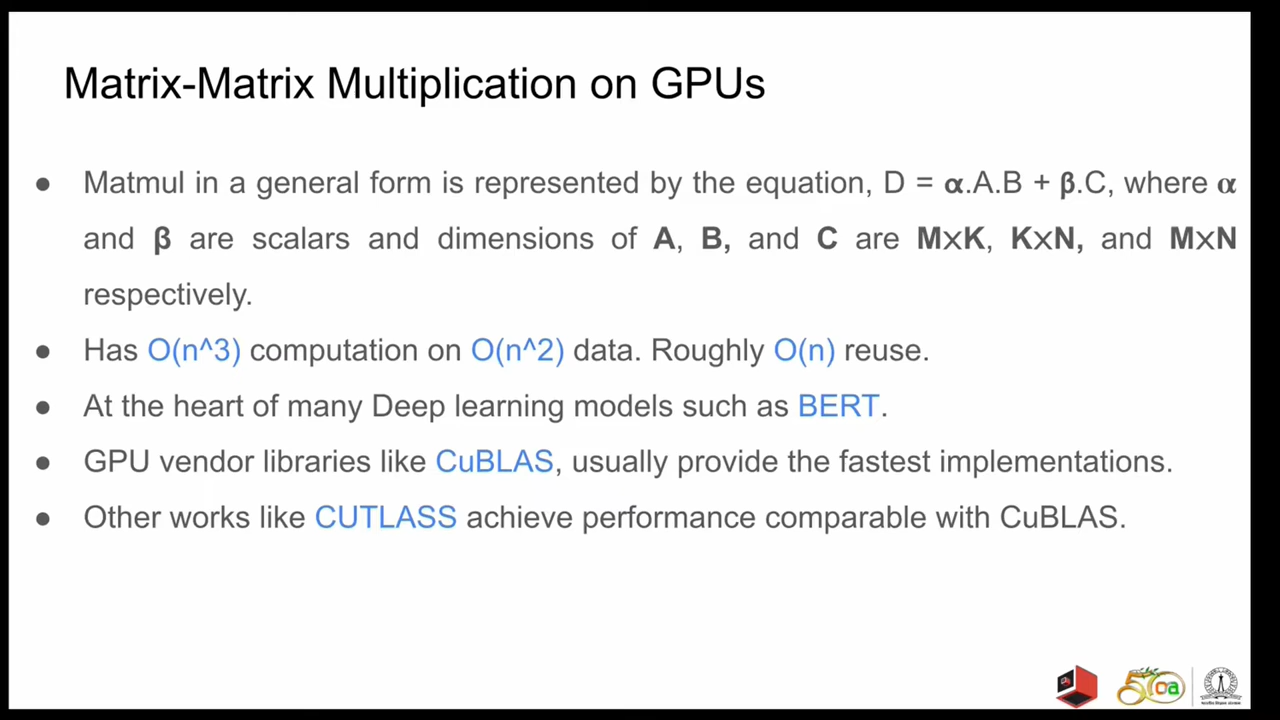 Matrix-Matrix Multiplication on GPUs
● Matmul in a general form is represented by the equation, D = α.A.B + β.C, where α
and β are scalars and dimensions of A, B, and C are M×K, K×N, and M×N
respectively.
● Has O(n^3) computation on O(n^2) data. Roughly O(n) reuse.
● At the heart of many Deep learning models such as BERT.
● GPU vendor libraries like CuBLAS, usually provide the fastest implementations.
● Other works like CUTLASS achieve performance comparable with CuBLAS.